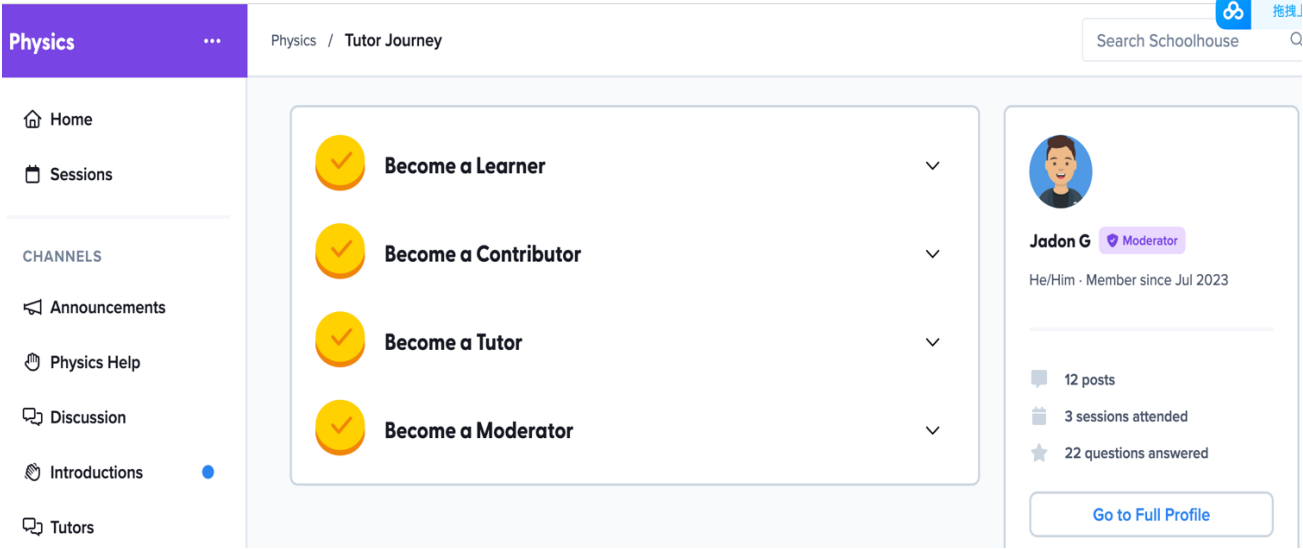 Physics
Physics / Tutor Journey
拖拽上
Search Schoolhouse
Home
Sessions
CHANNELS
Announcements
Physics Help
Discussion
Introductions
Tutors
Become a Learner
Become a Contributor
Become a Tutor
Become a Moderator
Jadon G Moderator
He/Him · Member since Jul 2023
12 posts
3 sessions attended
22 questions answered
Go to Full Profile